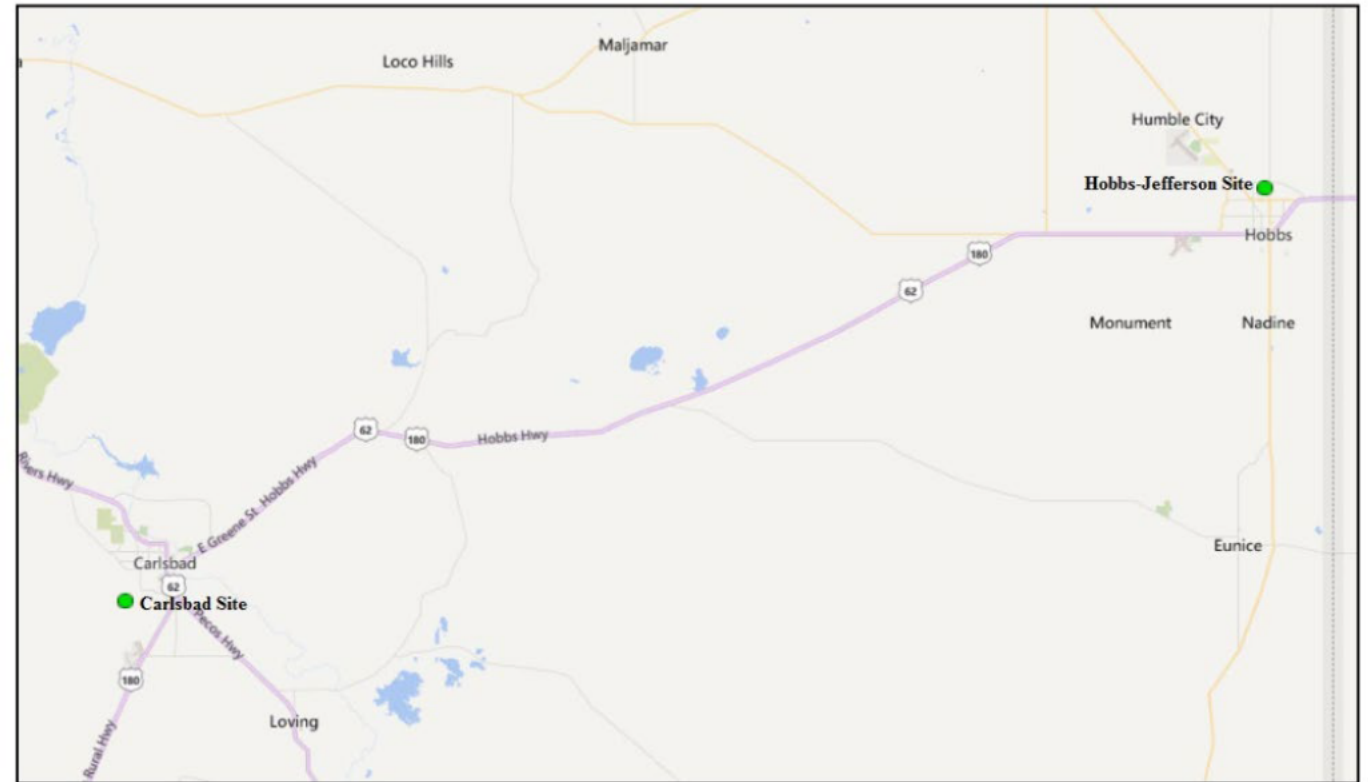 Maljamar
Loco Hills
Humble City
Hobbs-Jefferson Site
Hobbs
180
62
Monument
Nadine
62
180
Hobbs Hwy
Rivers Hwy
E Greene St
Hobbs Hwy
Eunice
Carlsbad
62
Carlsbad Site
Pecos Hwy
180
Loving
Rural Hwy